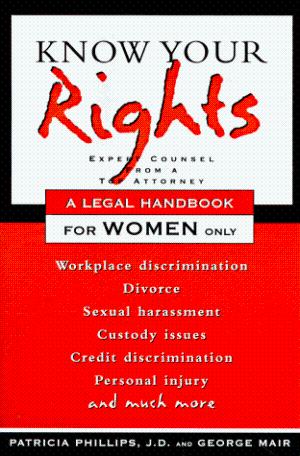 KNOW YOUR
Rights
EXPERT COUNSEL
FROM A
TOP ATTORNEY
A LEGAL HANDBOOK
FOR WOMEN ONLY
Workplace discrimination
Divorce
Sexual harassment
Custody issues
Credit discrimination
Personal injury
and much more
PATRICIA PHILLIPS, J.D. AND GEORGE MAIR